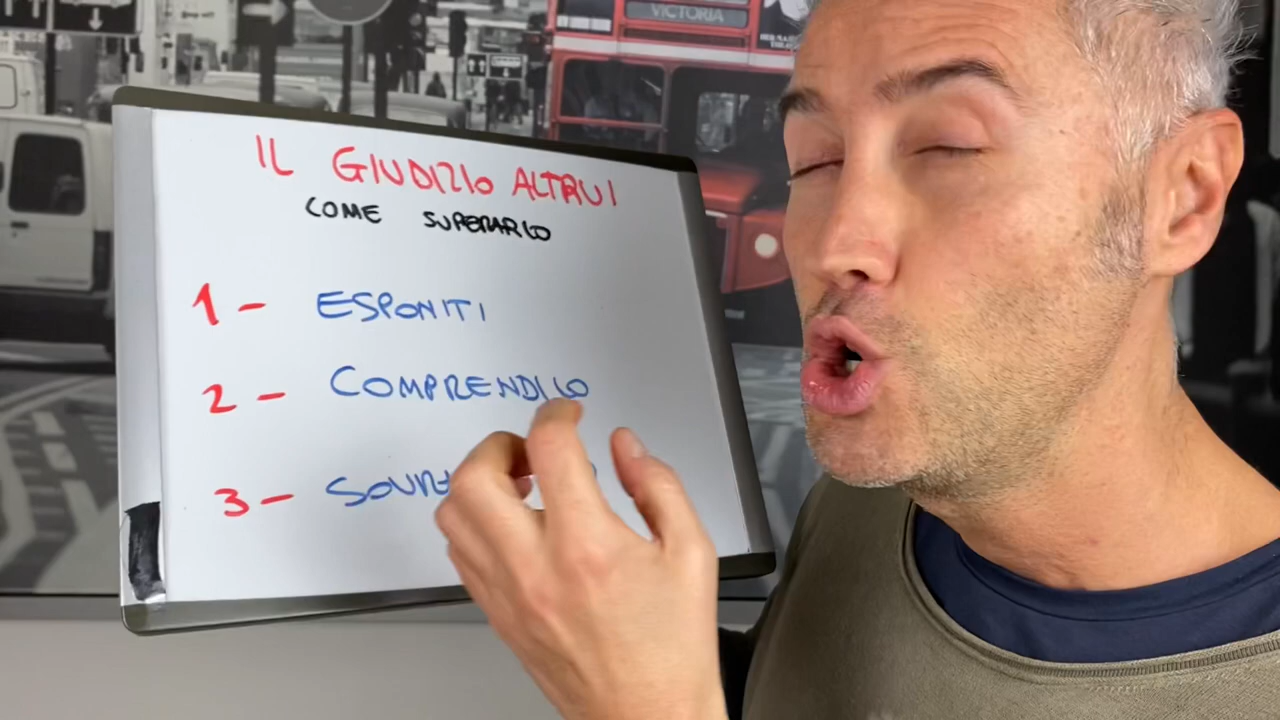 VICTORIA
IL GIUDIZIO ALTRUI
COME SUPERARLO
1- ESPONITI
2- COMPRENDILO
3-